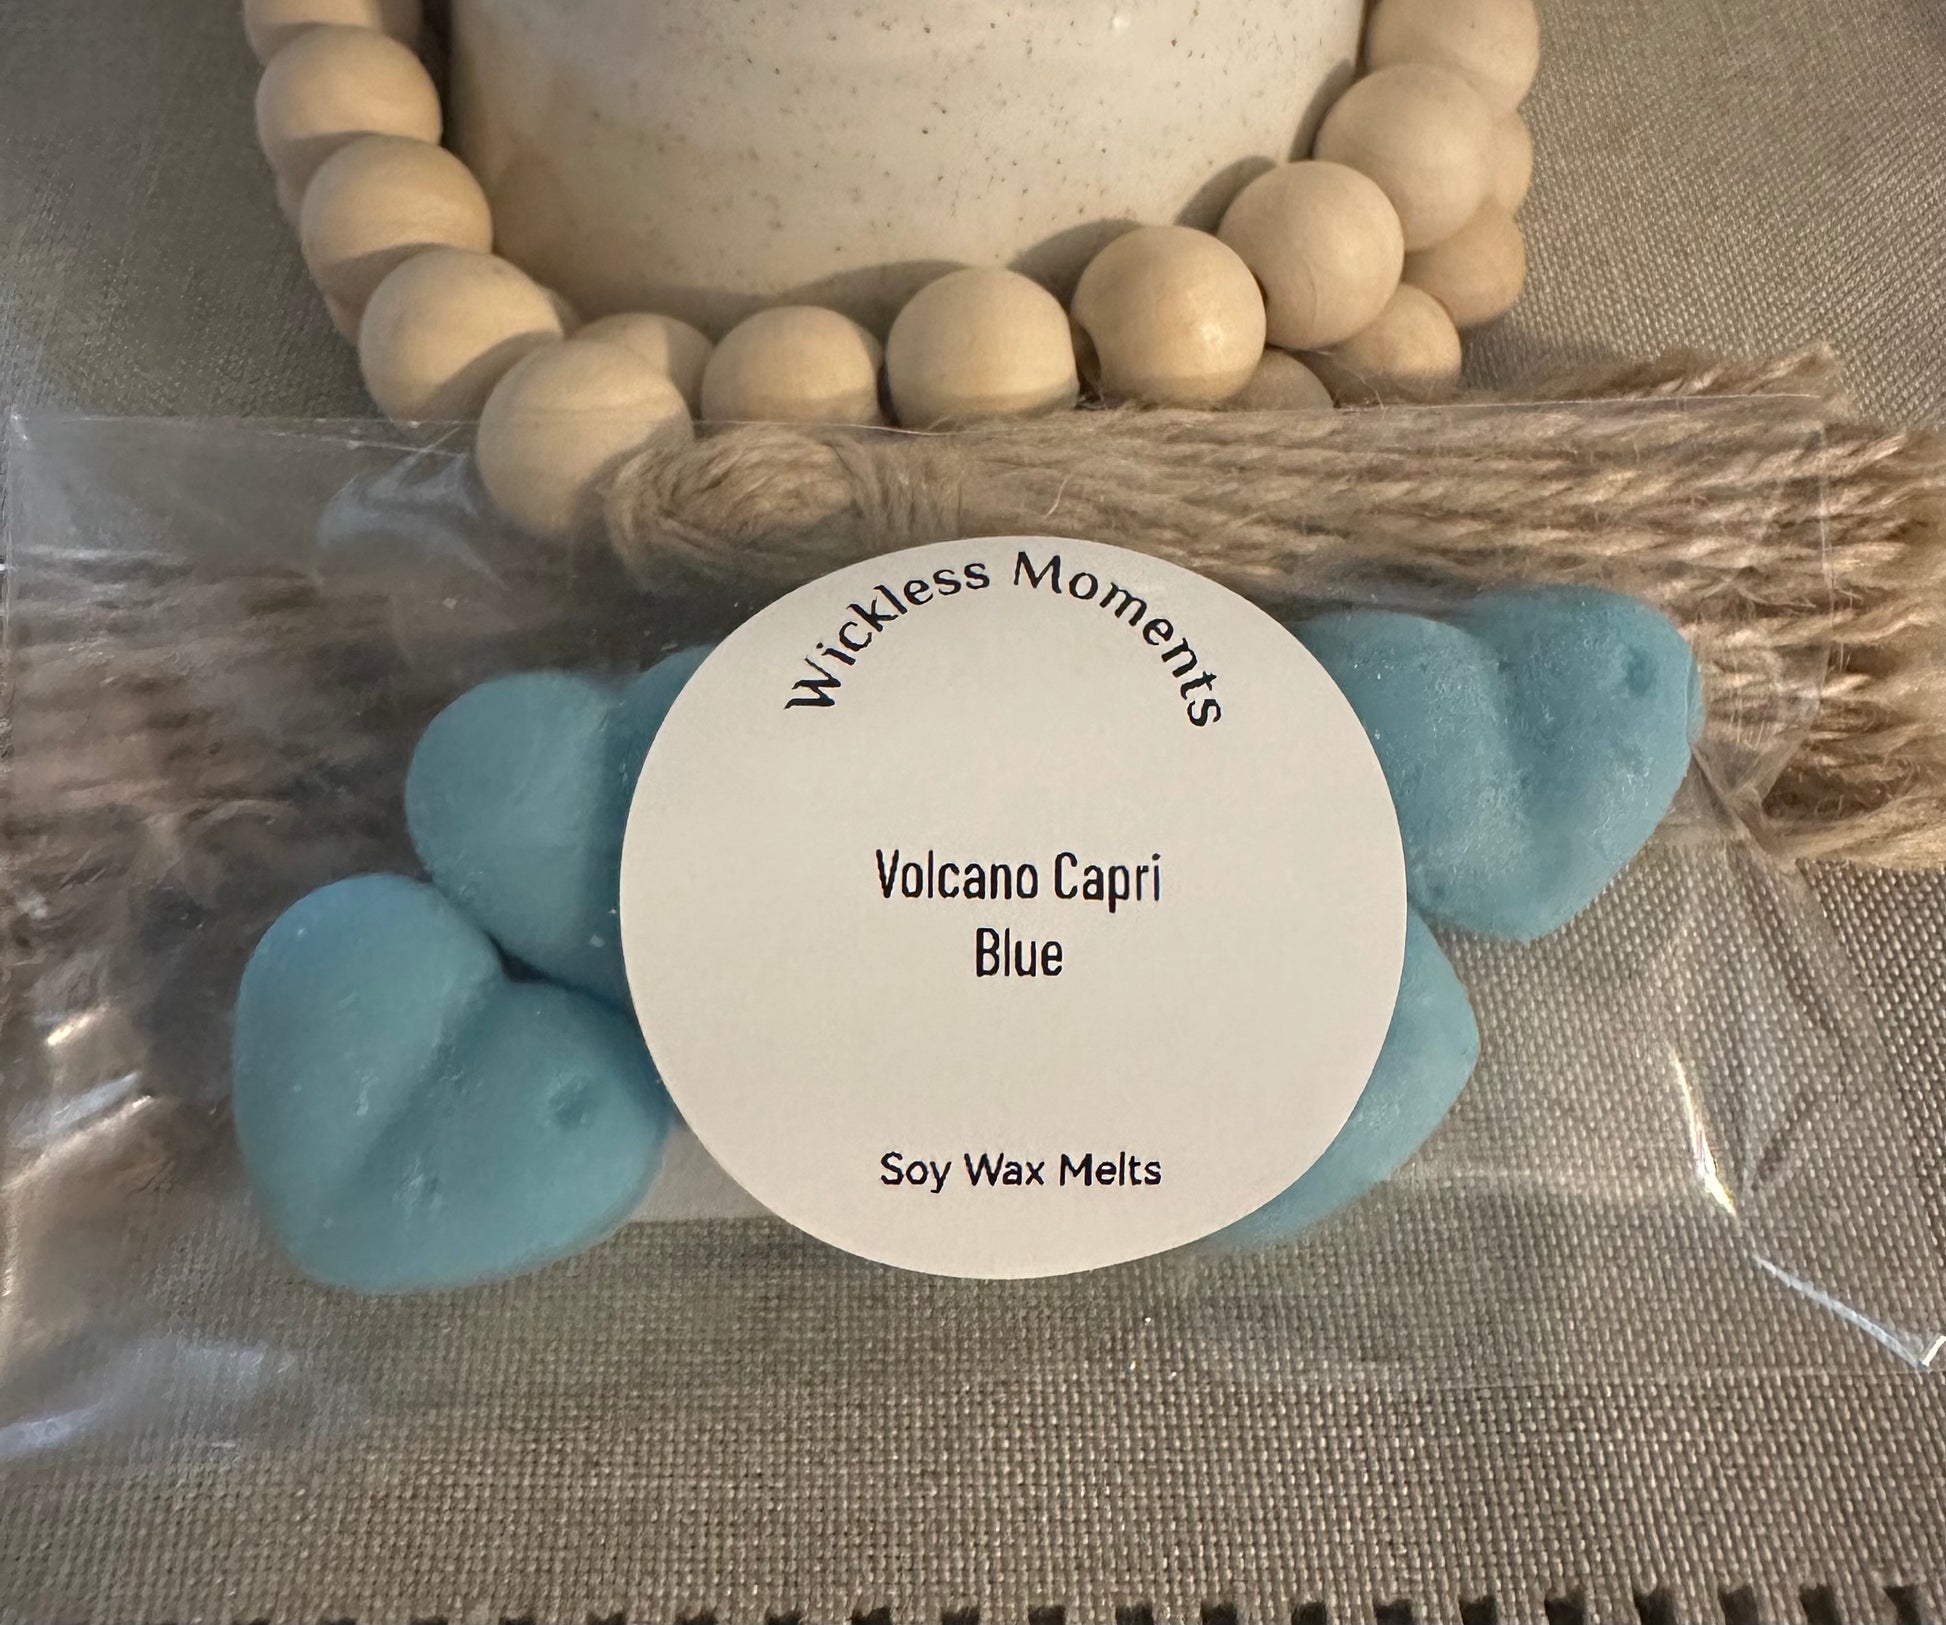 Wickless Moments
Volcano Capri
Blue
Soy Wax Melts